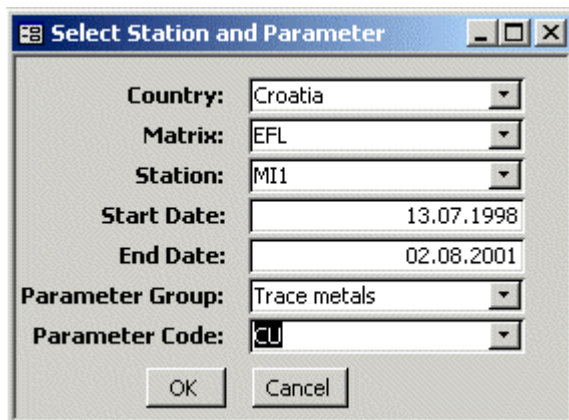 Select Station and Parameter
Country: Croatia
Matrix: EFL
Station: MI1
Start Date: 13.07.1998
End Date: 02.08.2001
Parameter Group: Trace metals
Parameter Code: CU
OK Cancel